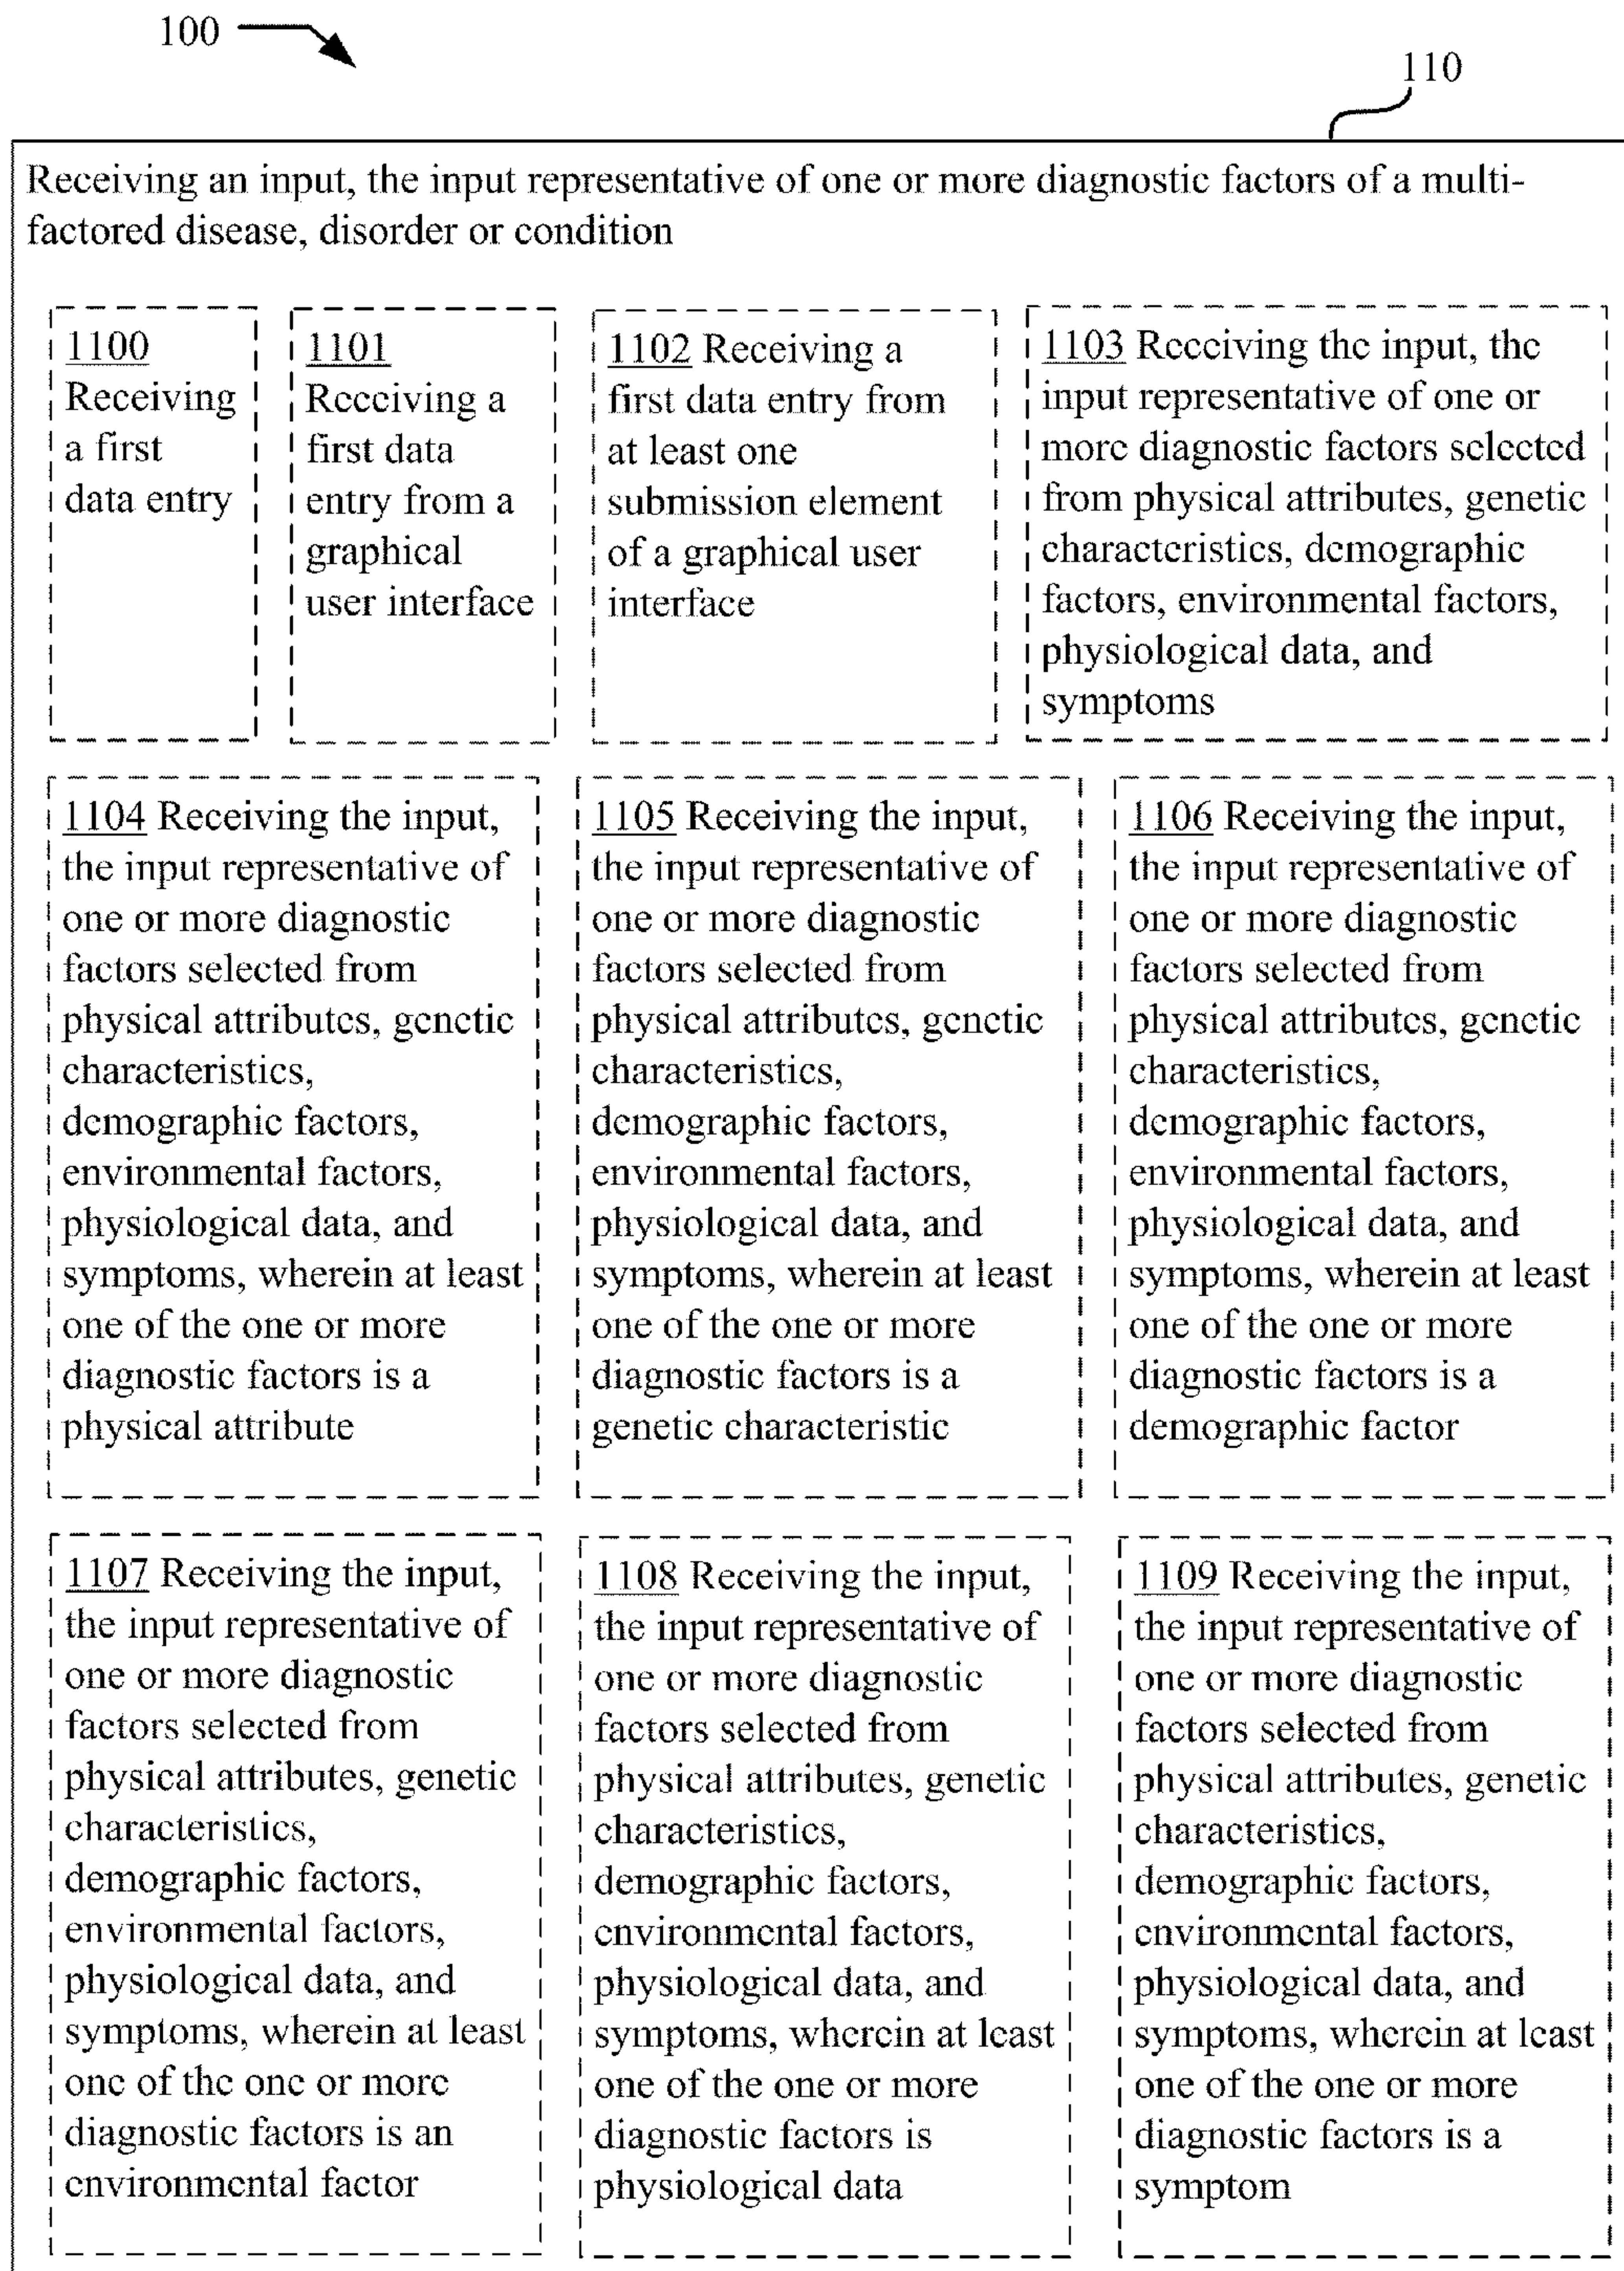 100
110
Receiving an input, the input representative of one or more diagnostic factors of a multi-
factored disease, disorder or condition
1100
Receiving
a first
data entry
1101
Receiving a
first data
entry from a
graphical
user interface
1102 Receiving a
first data entry from
at least one
submission element
of a graphical user
interface
1103 Receiving the input, the
input representative of one or
more diagnostic factors selected
from physical attributes, genetic
characteristics, demographic
factors, environmental factors,
physiological data, and
symptoms
1104 Receiving the input,
the input representative of
one or more diagnostic
factors selected from
physical attributes, genetic
characteristics,
demographic factors,
environmental factors,
physiological data, and
symptoms, wherein at least
one of the one or more
diagnostic factors is a
physical attribute
1105 Receiving the input,
the input representative of
one or more diagnostic
factors selected from
physical attributes, genetic
characteristics,
demographic factors,
environmental factors,
physiological data, and
symptoms, wherein at least
one of the one or more
diagnostic factors is a
genetic characteristic
1106 Receiving the input,
the input representative of
one or more diagnostic
factors selected from
physical attributes, genetic
characteristics,
demographic factors,
environmental factors,
physiological data, and
symptoms, wherein at least
one of the one or more
diagnostic factors is a
demographic factor
1107 Receiving the input,
the input representative of
one or more diagnostic
factors selected from
physical attributes, genetic
characteristics,
demographic factors,
environmental factors,
physiological data, and
symptoms, wherein at least
one of the one or more
diagnostic factors is an
environmental factor
1108 Receiving the input,
the input representative of
one or more diagnostic
factors selected from
physical attributes, genetic
characteristics,
demographic factors,
environmental factors,
physiological data, and
symptoms, wherein at least
one of the one or more
diagnostic factors is
physiological data
1109 Receiving the input,
the input representative of
one or more diagnostic
factors selected from
physical attributes, genetic
characteristics,
demographic factors,
environmental factors,
physiological data, and
symptoms, wherein at least
one of the one or more
diagnostic factors is a
symptom